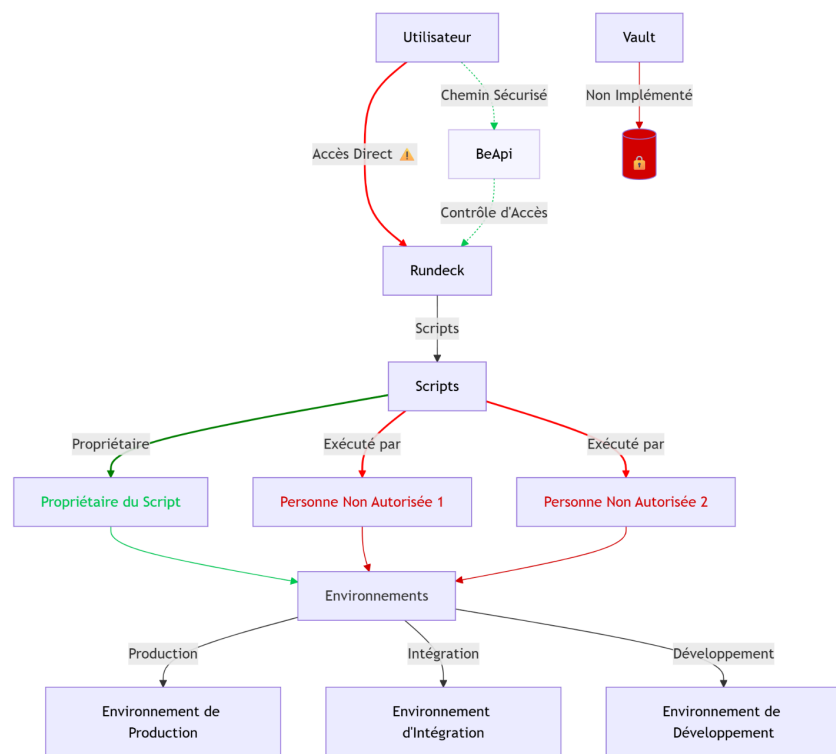 Utilisateur
Vault
Chemin Sécurisé
Non Implémenté
Accès Direct ⚠️
BeApi
Contrôle d'Accès
Rundeck
Scripts
Scripts
Propriétaire
Exécuté par
Exécuté par
Propriétaire du Script
Personne Non Autorisée 1
Personne Non Autorisée 2
Environnements
Production
Intégration
Développement
Environnement de
Production
Environnement
d'Intégration
Environnement de
Développement